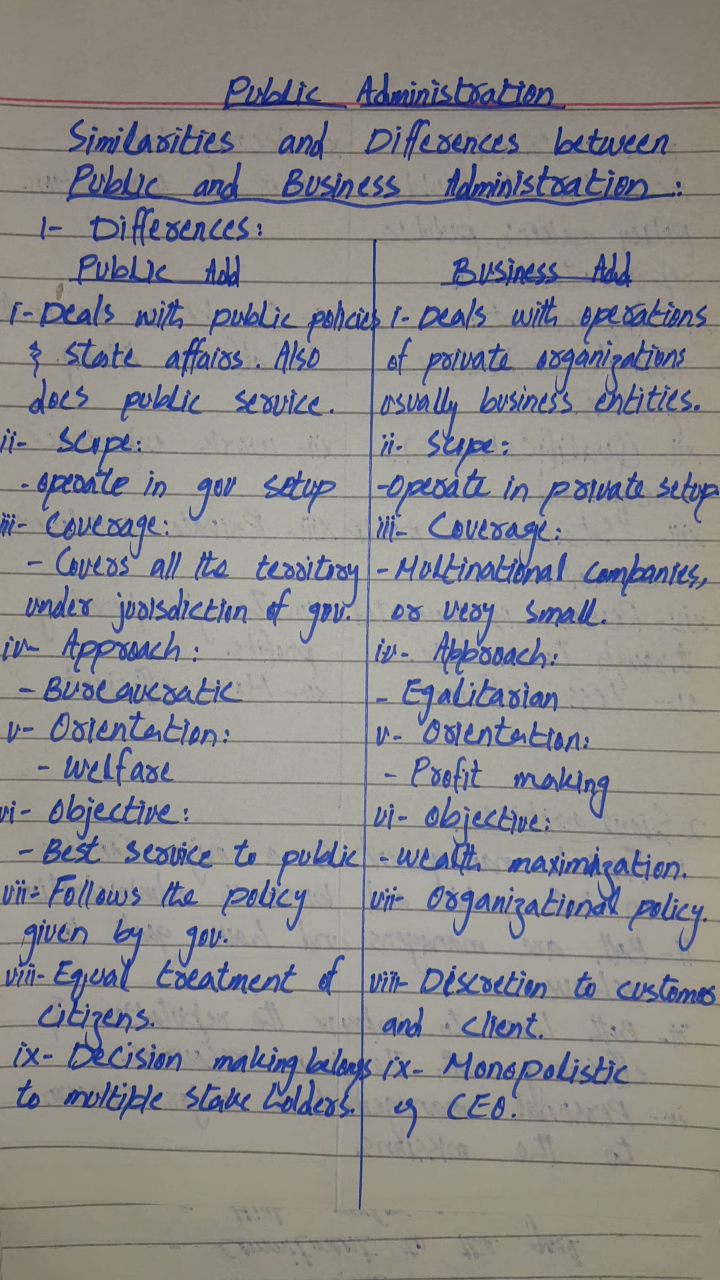 Public Administration
Similarities and Differences between
Public and Business Administration :
1- Differences:
Public Add
i- Deals with public policies
& state affairs. Also
does public service.
ii- Scope:
- operate in gov setup
iii- Coverage:
- Covers all the territory
under jurisdiction of gov.
iv- Approach:
- Bureaucratic
v- Orientation:
- Welfare
vi- Objective:
- Best service to public
vii- Follows the policy
given by gov.
viii- Equal treatment of
citizens.
ix- Decision making belongs
to multiple stake holders.
Business Add
i- Deals with operations
of private organizations
usually business entities.
ii- Scope:
- Operate in private setup
iii- Coverage:
- Multinational companies,
or very small.
iv- Approach:
- Egalitarian
v- Orientation:
- Profit making
vi- Objective:
- Wealth maximization.
vii- Organizational policy.
viii- Discretion to customers
and client.
ix- Monopolistic
CEO.